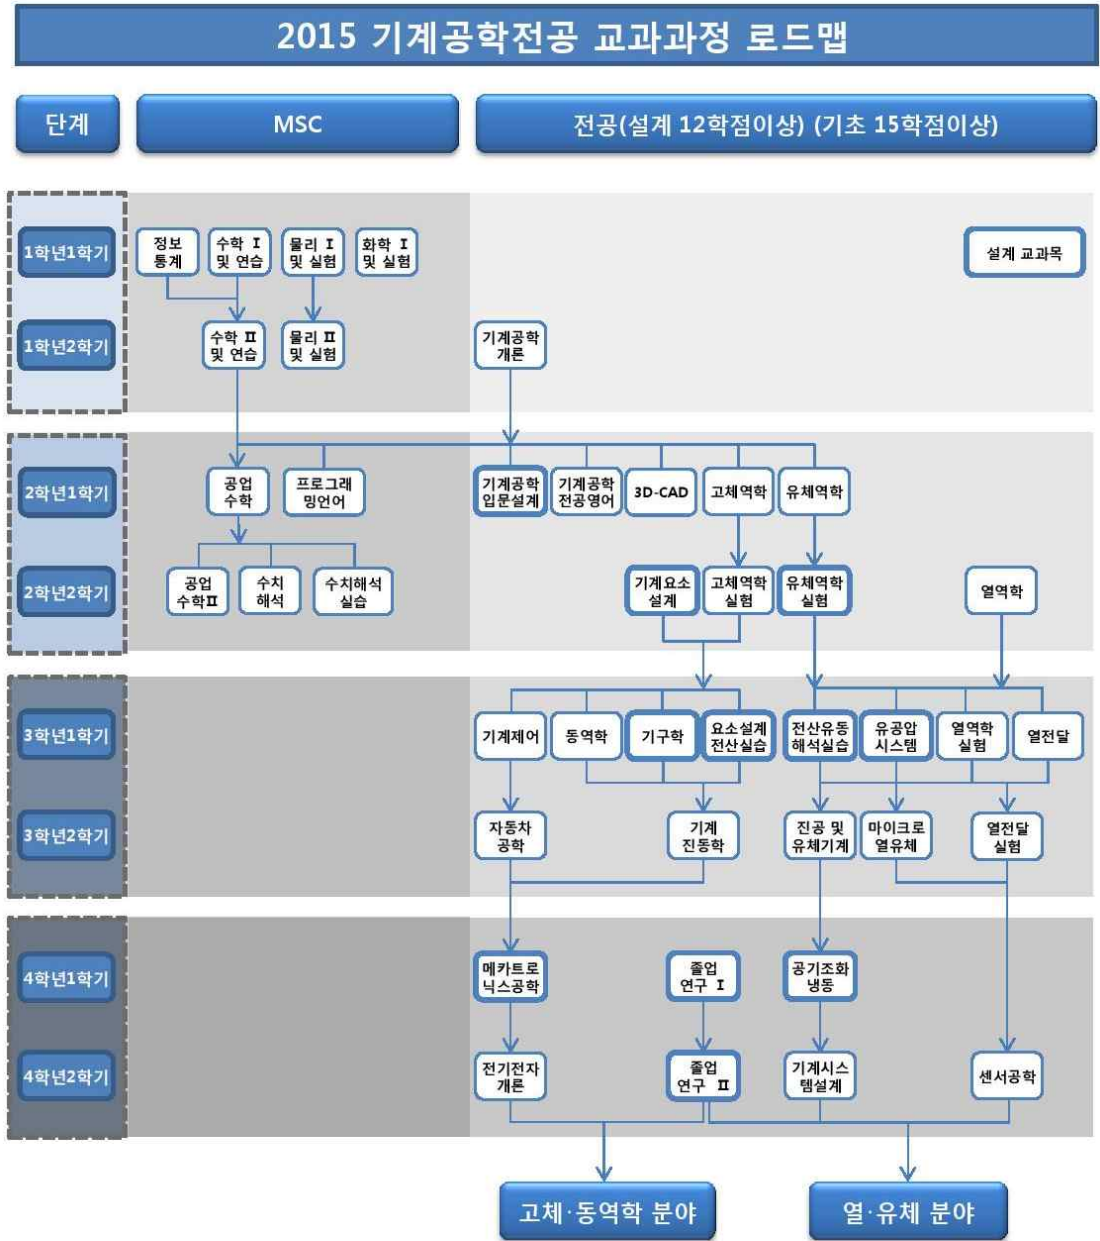 2015 기계공학전공 교과과정 로드맵
단계
MSC
전공(설계 12학점이상) (기초 15학점이상)
1학년1학기
정보
통계
수학 Ⅰ
및 연습
물리 Ⅰ
및 실험
화학 Ⅰ
및 실험
설계 교과목
1학년2학기
수학 Ⅱ
및 연습
물리 Ⅱ
및 실험
기계공학
개론
2학년1학기
공업
수학
프로그래
밍언어
기계공학
입문설계
기계공학
전공영어
3D-CAD
고체역학
유체역학
2학년2학기
공업
수학Ⅱ
수치
해석
수치해석
실습
기계요소
설계
고체역학
실험
유체역학
실험
열역학
3학년1학기
기계제어
동역학
기구학
요소설계
전산실습
전산유동
해석실습
유공압
시스템
열역학
실험
열전달
3학년2학기
자동차
공학
기계
진동학
진공 및
유체기계
마이크로
열유체
열전달
실험
4학년1학기
메카트로
닉스공학
졸업
연구 Ⅰ
공기조화
냉동
4학년2학기
전기전자
개론
졸업
연구 Ⅱ
기계시스
템설계
센서공학
고체·동역학 분야
열·유체 분야